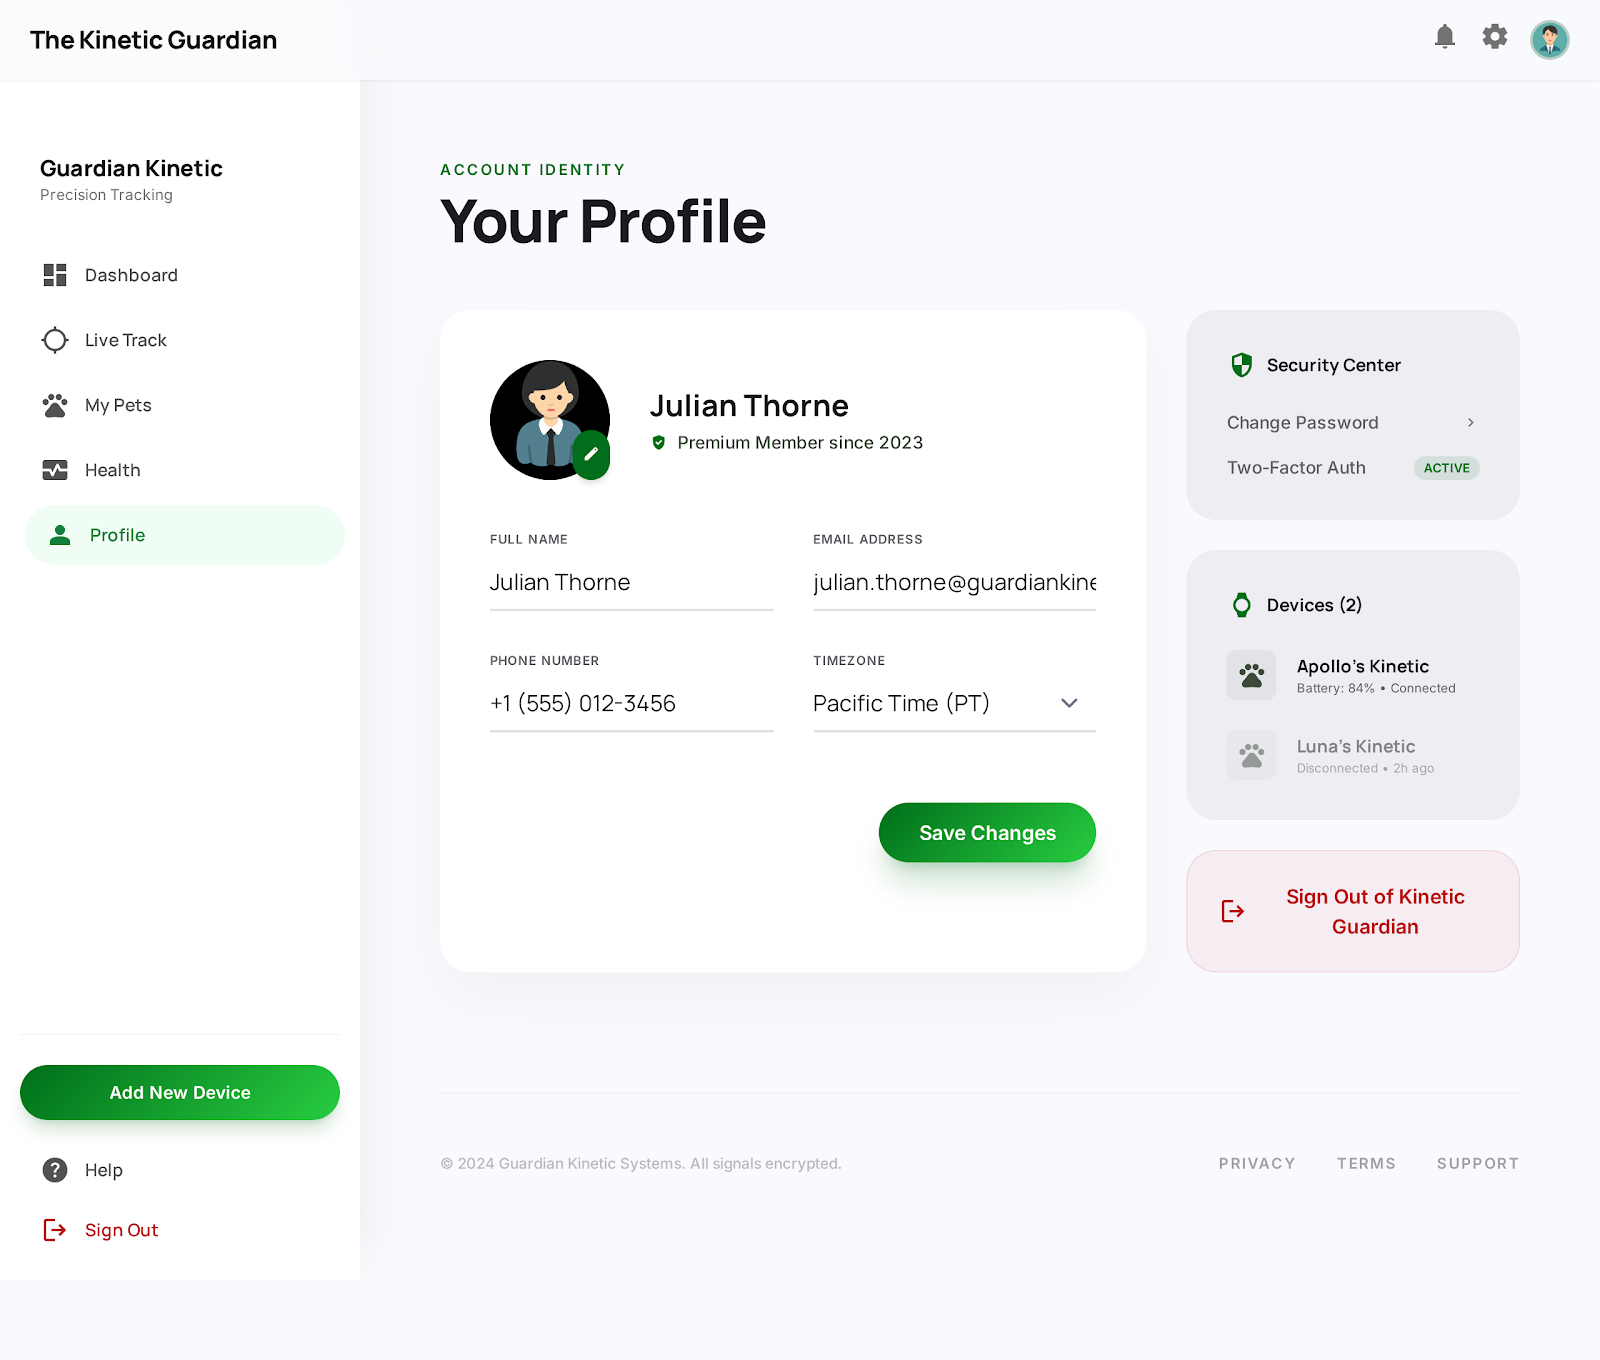 The Kinetic Guardian
Guardian Kinetic
Precision Tracking
Dashboard
Live Track
My Pets
Health
Profile
Add New Device
Help
Sign Out
ACCOUNT IDENTITY
Your Profile
Julian Thorne
Premium Member since 2023
FULL NAME
Julian Thorne
EMAIL ADDRESS
julian.thorne@guardiankine
PHONE NUMBER
+1 (555) 012-3456
TIMEZONE
Pacific Time (PT)
Save Changes
Security Center
Change Password
Two-Factor Auth
ACTIVE
Devices (2)
Apollo's Kinetic
Battery: 84% • Connected
Luna's Kinetic
Disconnected • 2h ago
Sign Out of Kinetic
Guardian
© 2024 Guardian Kinetic Systems. All signals encrypted.
PRIVACY
TERMS
SUPPORT